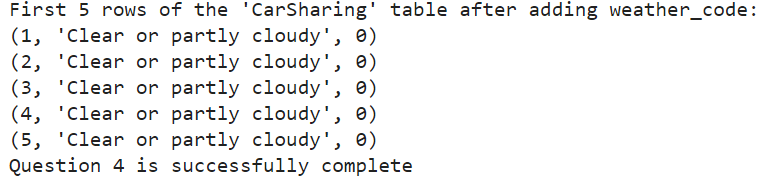 First 5 rows of the 'CarSharing' table after adding weather_code:
(1, 'Clear or partly cloudy', 0)
(2, 'Clear or partly cloudy', 0)
(3, 'Clear or partly cloudy', 0)
(4, 'Clear or partly cloudy', 0)
(5, 'Clear or partly cloudy', 0)
Question 4 is successfully complete